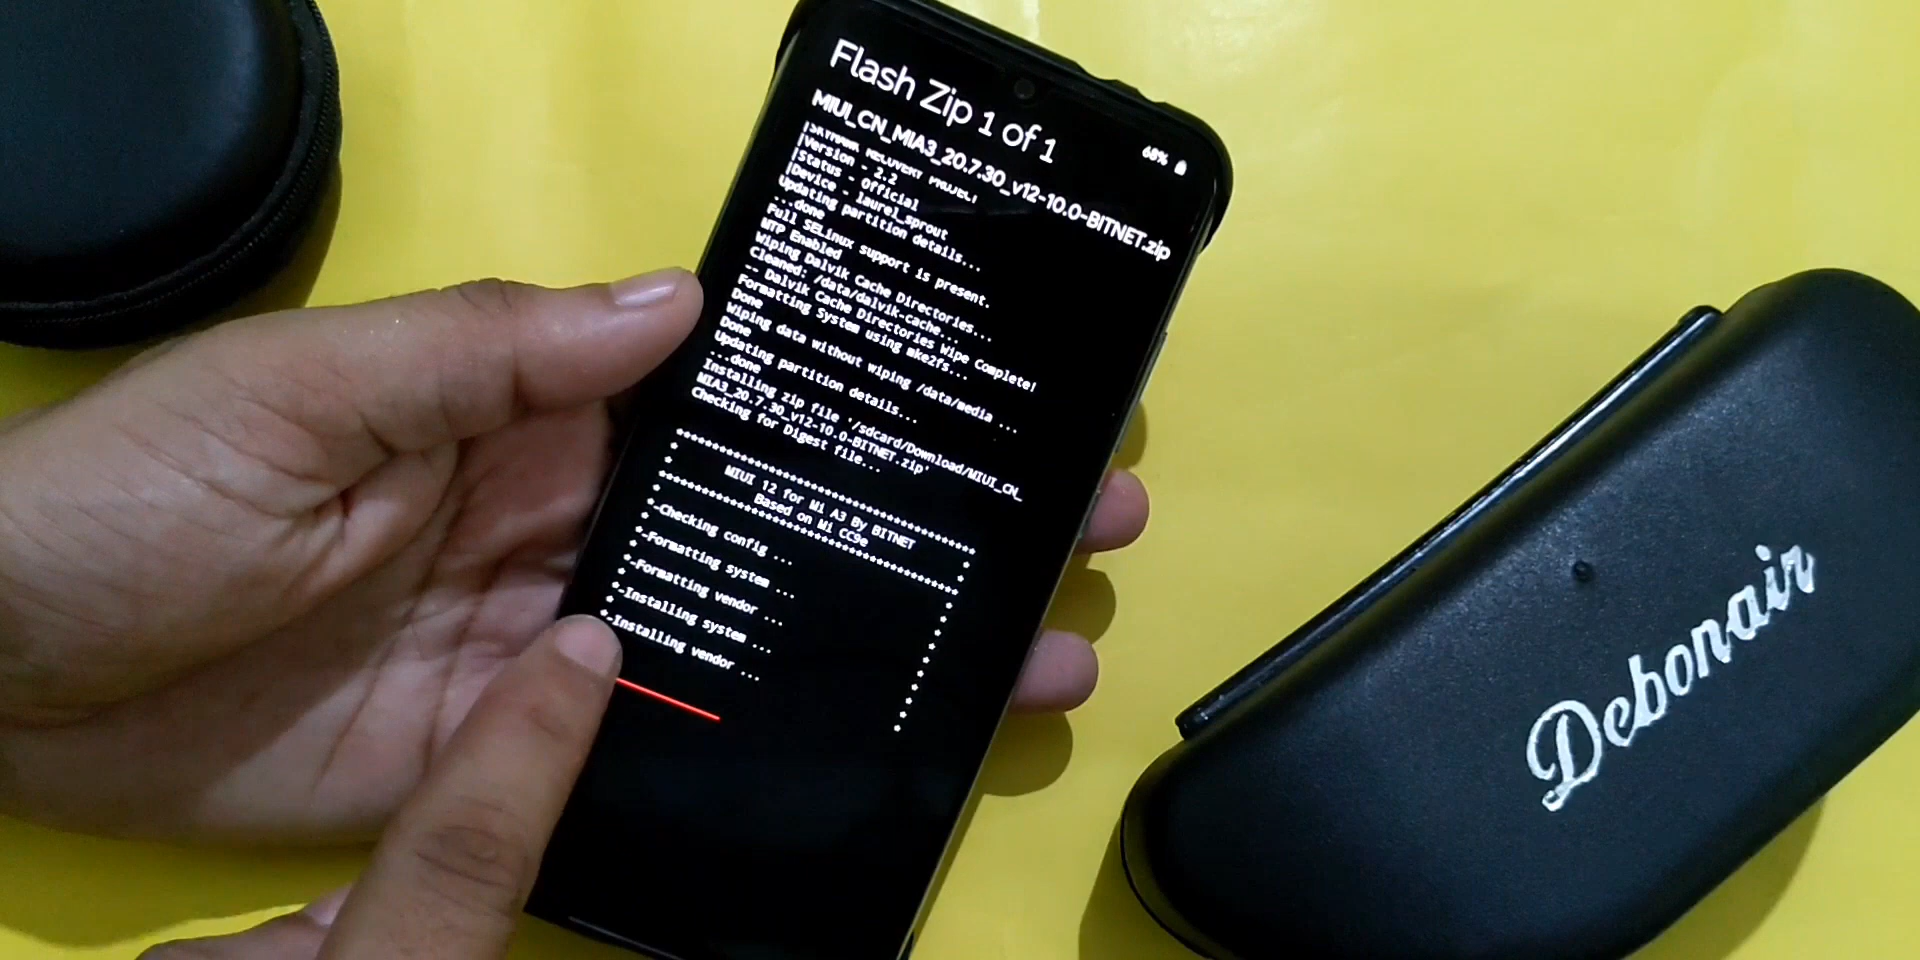 Flash Zip 1 of 1
MIUI_CN_MIA3_20.7.30_v12-10.0-BITNET.zip
68%
RECOVERY PROJECT
|Version - 2.2
|Status - Official
|Device - laurel_sprout
Updating partition details...
...done
Full SELinux support is present.
MTP Enabled
Wiping Dalvik Cache Directories...
Cleaned: /data/dalvik-cache...
-- Dalvik Cache Directories Wipe Complete!
Formatting System using mke2fs...
Done
Wiping data without wiping /data/media ...
Done
Updating partition details...
...done
Installing zip file '/sdcard/Download/MIUI_CN_
MIA3_20.7.30_v12-10.0-BITNET.zip'
Checking for Digest file...
MIUI 12 for Mi A3 By BITNET
Based on Mi CC9e
*-Checking config ...
*-Formatting system ...
*-Formatting vendor ...
*-Installing system ...
*-Installing vendor ...
Debonair